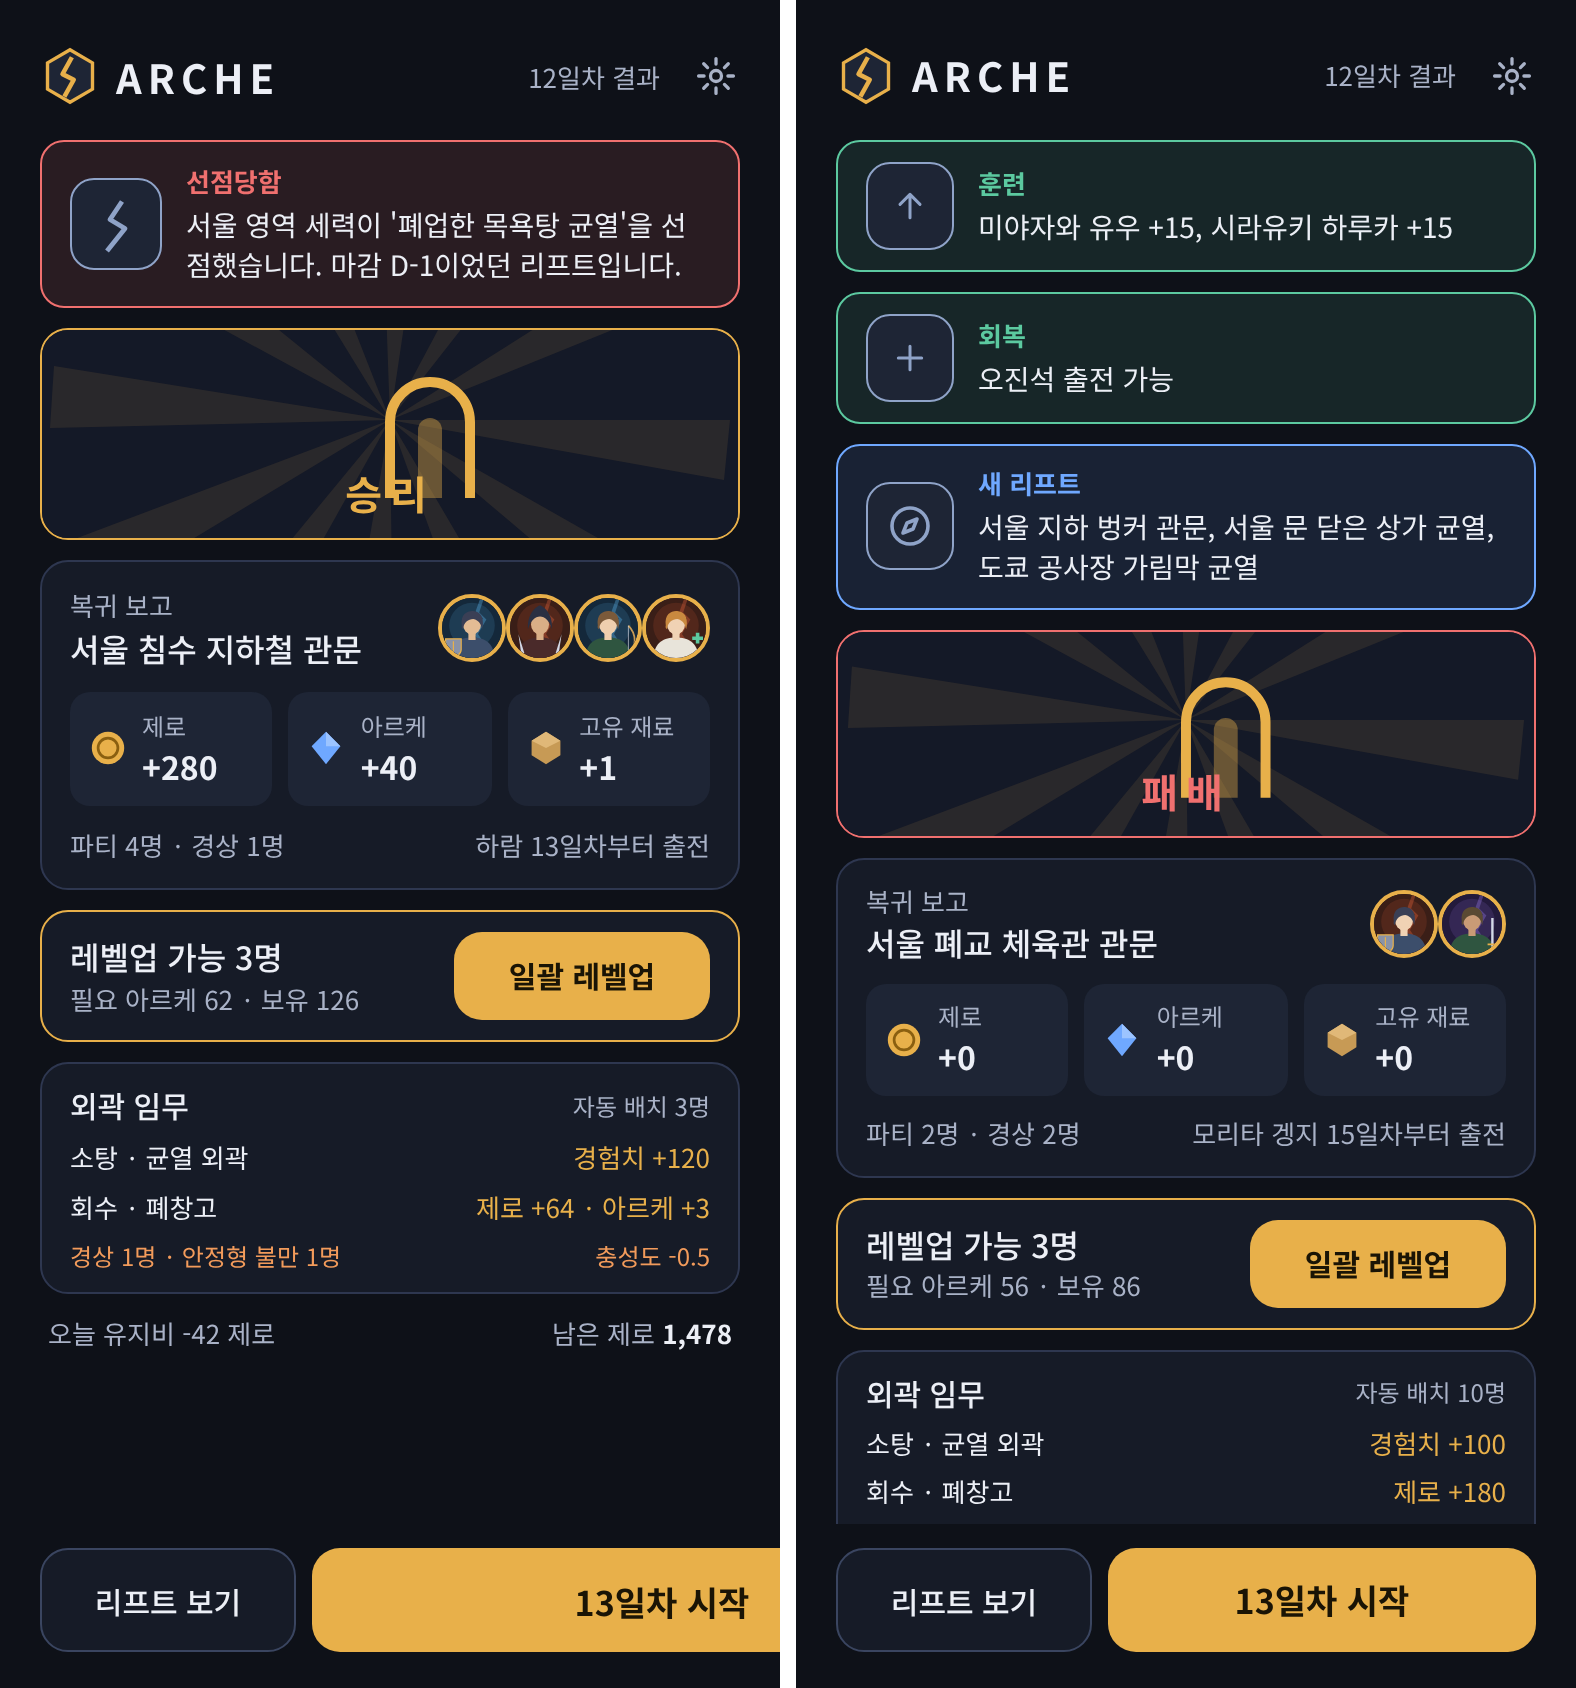 ARCHE
12일차 결과
선점당함
서울 영역 세력이 '폐업한 목욕탕 균열'을 선
점했습니다. 마감 D-1이었던 리프트입니다.
승리
복귀 보고
서울 침수 지하철 관문
제로
+280
아르케
+40
고유 재료
+1
파티 4명 · 경상 1명
하람 13일차부터 출전
레벨업 가능 3명
필요 아르케 62 · 보유 126
일괄 레벨업
외곽 임무
자동 배치 3명
소탕 · 균열 외곽
경험치 +120
회수 · 폐창고
제로 +64 · 아르케 +3
경상 1명 · 안정형 불만 1명
충성도 -0.5
오늘 유지비 -42 제로
남은 제로 1,478
리프트 보기
13일차 시작
ARCHE
12일차 결과
훈련
미야자와 유우 +15, 시라유키 하루카 +15
회복
오진석 출전 가능
새 리프트
서울 지하 벙커 관문, 서울 문 닫은 상가 균열,
도쿄 공사장 가림막 균열
패배
복귀 보고
서울 폐교 체육관 관문
제로
+0
아르케
+0
고유 재료
+0
파티 2명 · 경상 2명
모리타 겡지 15일차부터 출전
레벨업 가능 3명
필요 아르케 56 · 보유 86
일괄 레벨업
외곽 임무
자동 배치 10명
소탕 · 균열 외곽
경험치 +100
회수 · 폐창고
제로 +180
리프트 보기
13일차 시작